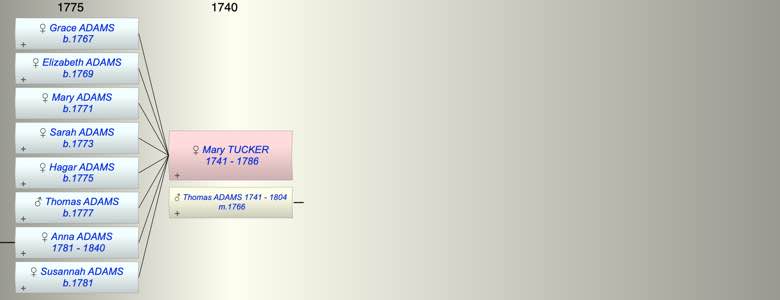 1775
1740
♀ Grace ADAMS
b.1767
+
♀ Elizabeth ADAMS
b.1769
+
♀ Mary ADAMS
b.1771
♀ Sarah ADAMS
b.1773
+
♀ Hagar ADAMS
b.1775
+
♂ Thomas ADAMS
b.1777
+
♀ Anna ADAMS
1781 - 1840
+
♀ Susannah ADAMS
b.1781
+
♀ Mary TUCKER
1741 - 1786
+
♂ Thomas ADAMS 1741 - 1804
m.1766
+